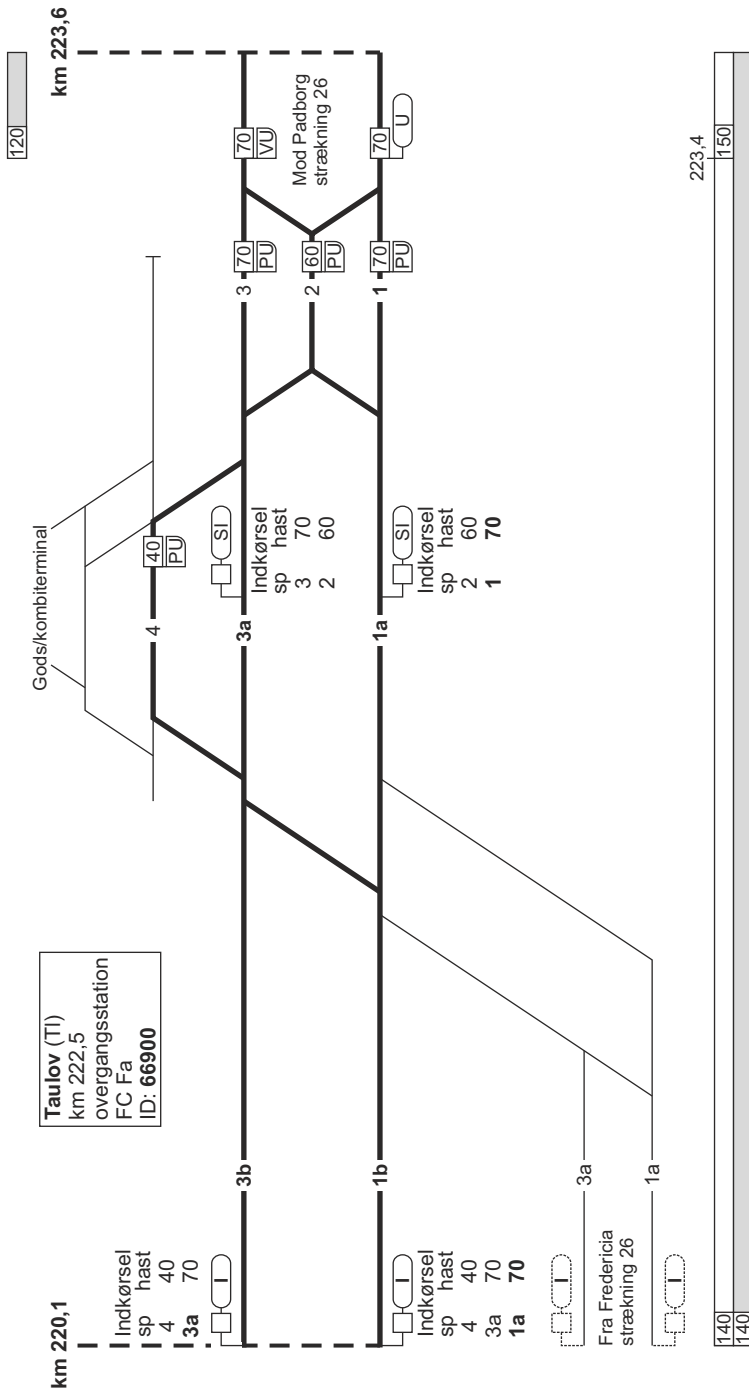 120
km 220,1
km 223,6
Gods/kombiterminal
Taulov (Tl)
km 222,5
overgangsstation
FC Fa
ID: 66900
Indkørsel
sp hast
4 40
3a 70
I
4
40
PU
SI
3b
3a
3
70
PU
70
VU
Indkørsel
sp hast
3 70
2 60
2
60
PU
Mod Padborg
strækning 26
1b
1a
1
70
PU
70
U
I
Indkørsel
sp hast
4 40
3a 70
1a 70
SI
Indkørsel
sp hast
2 60
1 70
I
3a
Fra Fredericia
strækning 26
1a
I
223,4
140
150
140